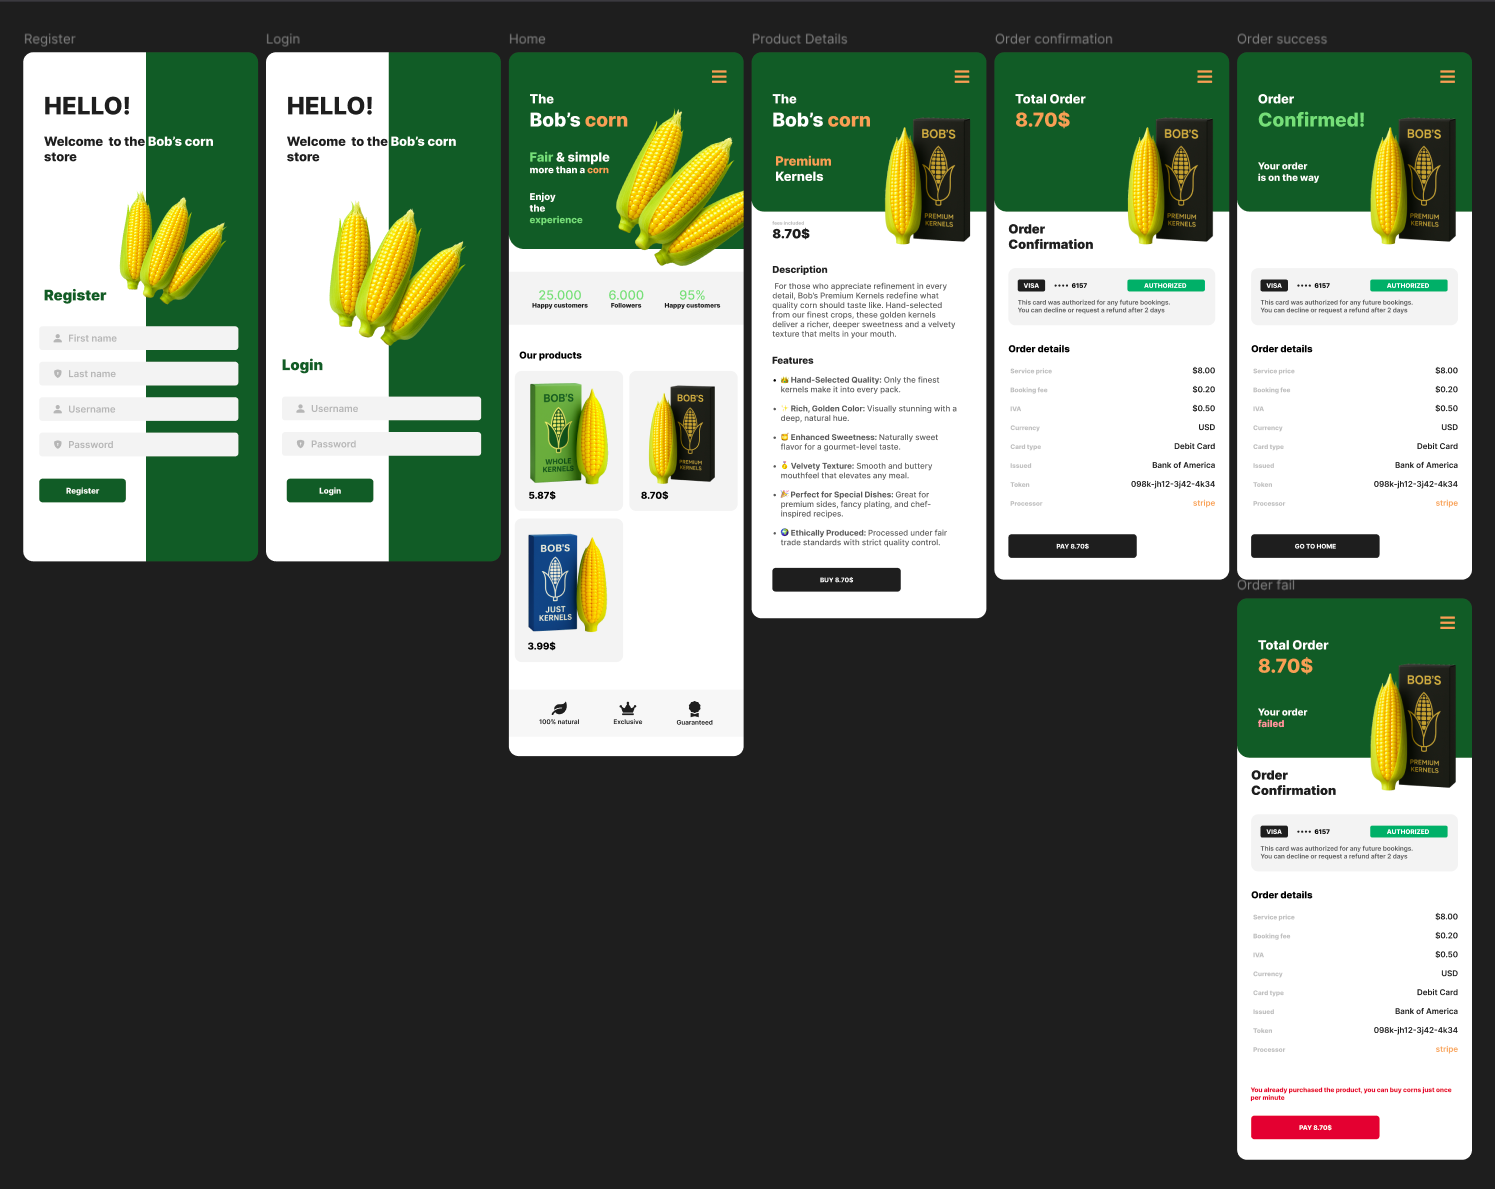 Register
HELLO!
Welcome to the Bob's corn
store
Register
First name
Last name
Username
Password
Register
Login
HELLO!
Welcome to the Bob's corn
store
Login
Username
Password
Login
Home
The
Bob's corn
Fair & simple
more than a corn
Enjoy
the
experience
25.000
Happy customers
6.000
Followers
95%
Happy customers
Our products
BOB'S
WHOLE
KERNELS
5.87$
BOB'S
PREMIUM
KERNELS
8.70$
BOB'S
JUST
KERNELS
3.99$
100% natural
Exclusive
Guaranteed
Product Details
The
Bob's corn
Premium
Kernels
BOB'S
PREMIUM
KERNELS
8.70$
Description
For those who appreciate refinement in every
detail, Bob's Premium Kernels redefine what
quality corn should taste like. Hand-selected
from our finest crops, these golden kernels
deliver a richer, deeper sweetness and a velvety
texture that melts in your mouth.
Features
• 👑 Hand-Selected Quality: Only the finest
kernels make it into every pack.
• ✨ Rich, Golden Color: Visually stunning with a
deep, natural hue.
• Enhanced Sweetness: Naturally sweet
flavor for a gourmet-level taste.
• Velvety Texture: Smooth and buttery
mouthfeel that elevates any meal.
• 🎉 Perfect for Special Dishes: Great for
premium sides, fancy plating, and chef-
inspired recipes.
• Ethically Produced: Processed under fair
trade standards with strict quality control.
BUY 8.70$
Order confirmation
Total Order
8.70$
BOB'S
PREMIUM
KERNELS
Order
Confirmation
VISA •••• 6157 AUTHORIZED
This card was authorized for any future bookings.
You can decline or request a refund after 2 days
Order details
Service price $8.00
Booking fee $0.20
IVA $0.50
Currency USD
Card type Debit Card
Issued Bank of America
Token 098k-jh12-3j42-4k34
Processor stripe
PAY 8.70$
Order success
Order
Confirmed!
Your order
is on the way
BOB'S
PREMIUM
KERNELS
VISA •••• 6157 AUTHORIZED
This card was authorized for any future bookings.
You can decline or request a refund after 2 days
Order details
Service price $8.00
Booking fee $0.20
IVA $0.50
Currency USD
Card type Debit Card
Issued Bank of America
Token 098k-jh12-3j42-4k34
Processor stripe
GO TO HOME
Order fail
Total Order
8.70$
Your order
failed
BOB'S
PREMIUM
KERNELS
Order
Confirmation
VISA •••• 6157 AUTHORIZED
This card was authorized for any future bookings.
You can decline or request a refund after 2 days
Order details
Service price $8.00
Booking fee $0.20
IVA $0.50
Currency USD
Card type Debit Card
Issued Bank of America
Token 098k-jh12-3j42-4k34
Processor stripe
You already purchased the product, you can buy corns just once
per minute
PAY 8.70$